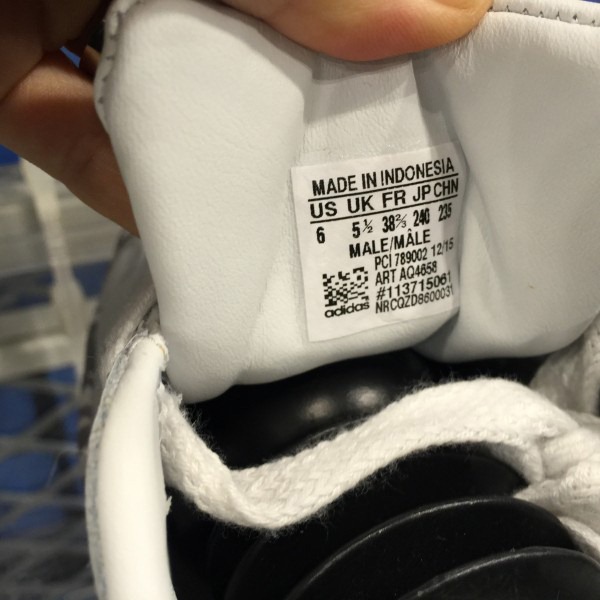 MADE IN INDONESIA
US UK FR JP CHN
6 5½ 38⅔ 240 235
MALE/MÂLE
PCI 789002 12/15
ART AQ4658
#113715061
NRCQZD8600031
adidas